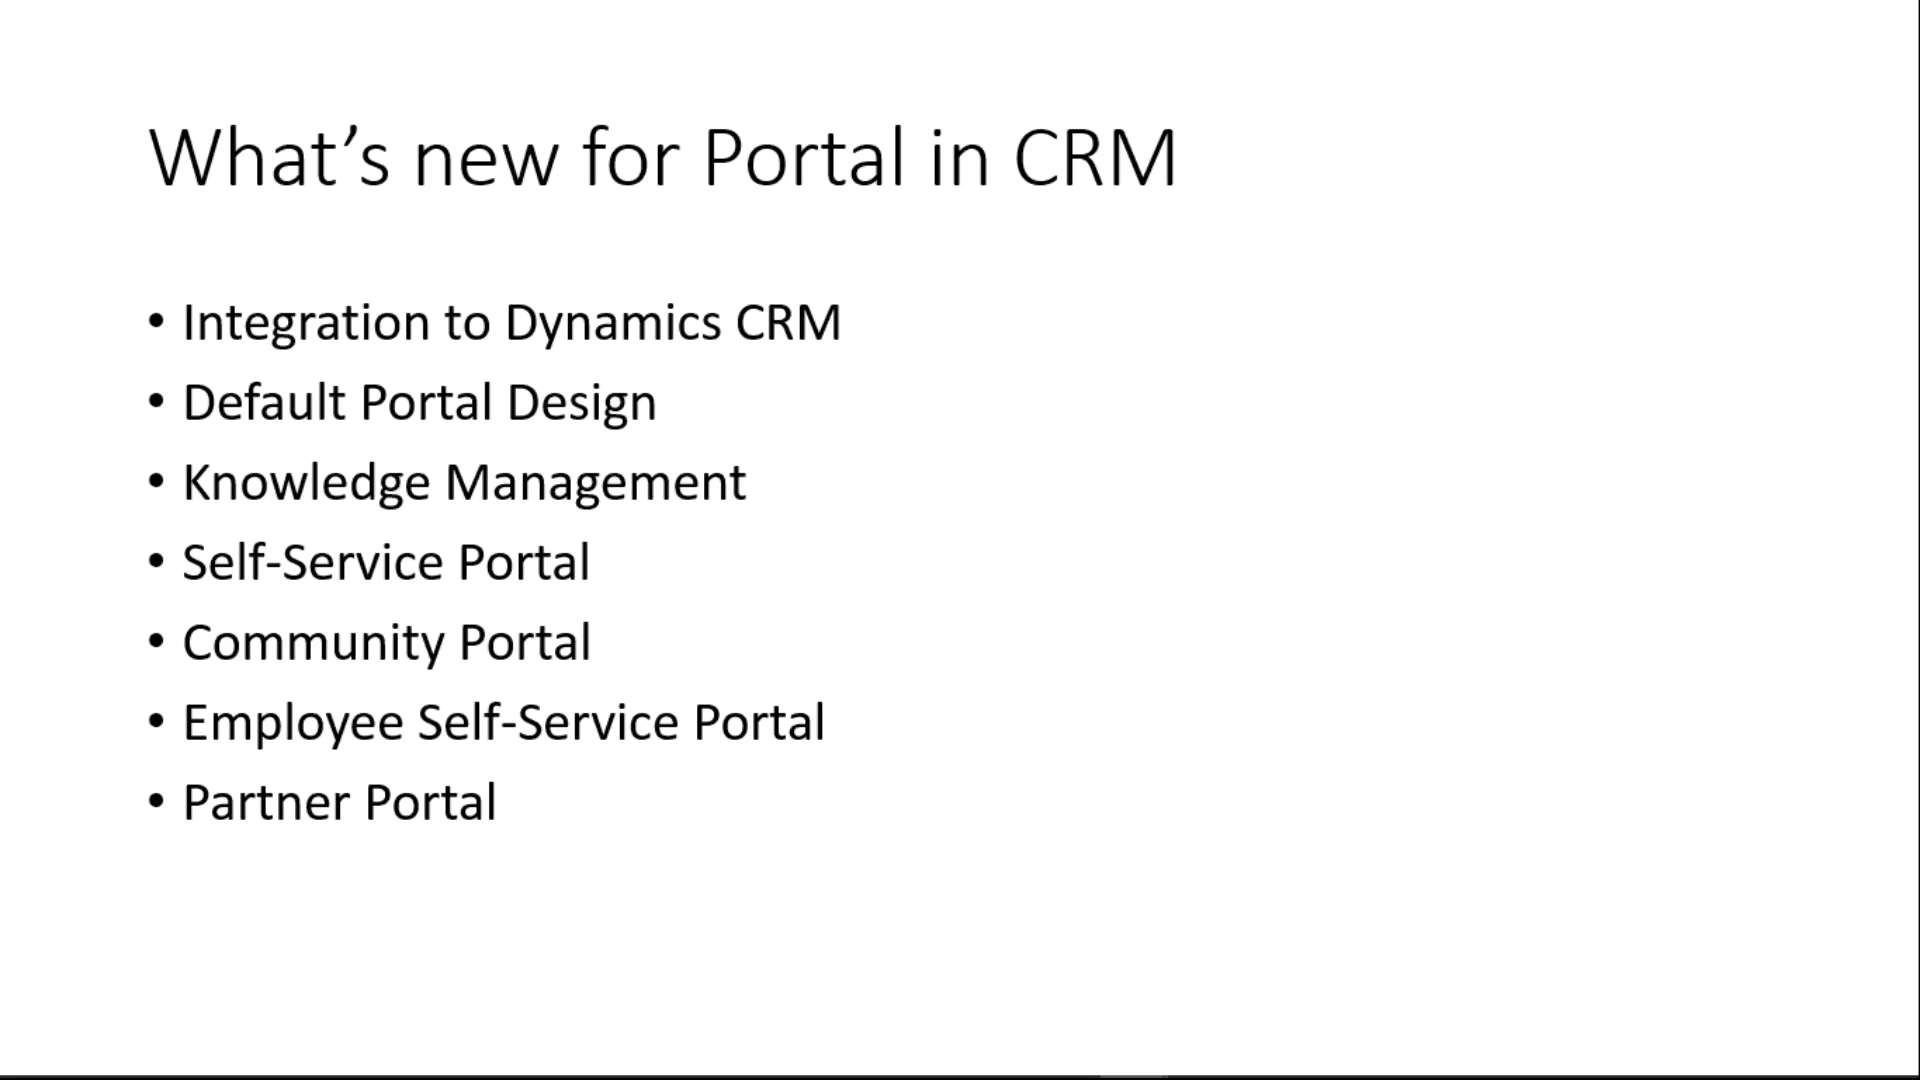 What’s new for Portal in CRM
• Integration to Dynamics CRM
• Default Portal Design
• Knowledge Management
• Self-Service Portal
• Community Portal
• Employee Self-Service Portal
• Partner Portal